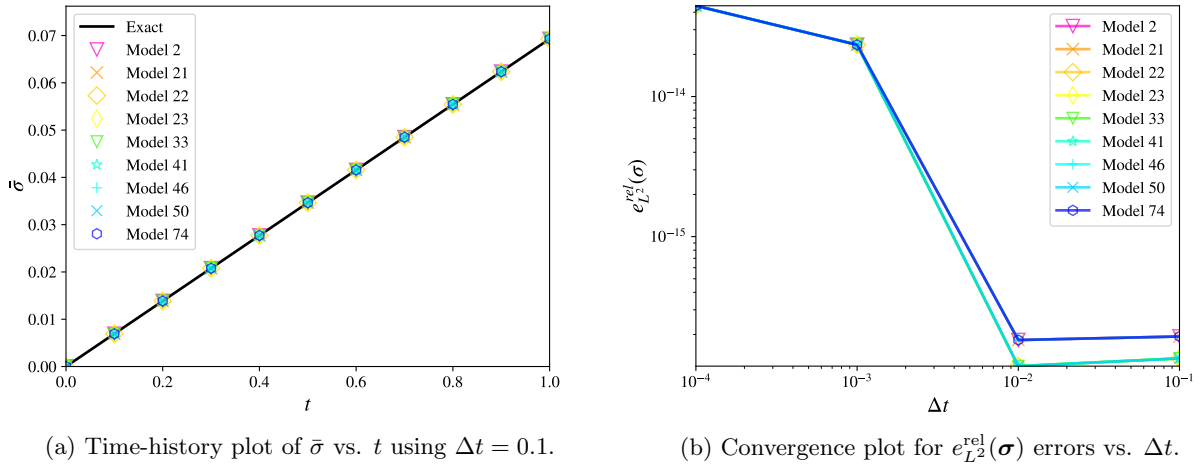 0.07
0.06
0.05
0.04
0.03
0.02
0.01
0.00
σ̄
Exact
Model 2
Model 21
Model 22
Model 23
Model 33
Model 41
Model 46
Model 50
Model 74
0.0 0.2 0.4 0.6 0.8 1.0
t
(a) Time-history plot of σ̄ vs. t using Δt = 0.1.
10⁻¹⁴
10⁻¹⁵
e_{L²}^{rel}(σ)
Model 2
Model 21
Model 22
Model 23
Model 33
Model 41
Model 46
Model 50
Model 74
10⁻⁴ 10⁻³ 10⁻² 10⁻¹
Δt
(b) Convergence plot for e_{L²}^{rel}(σ) errors vs. Δt.